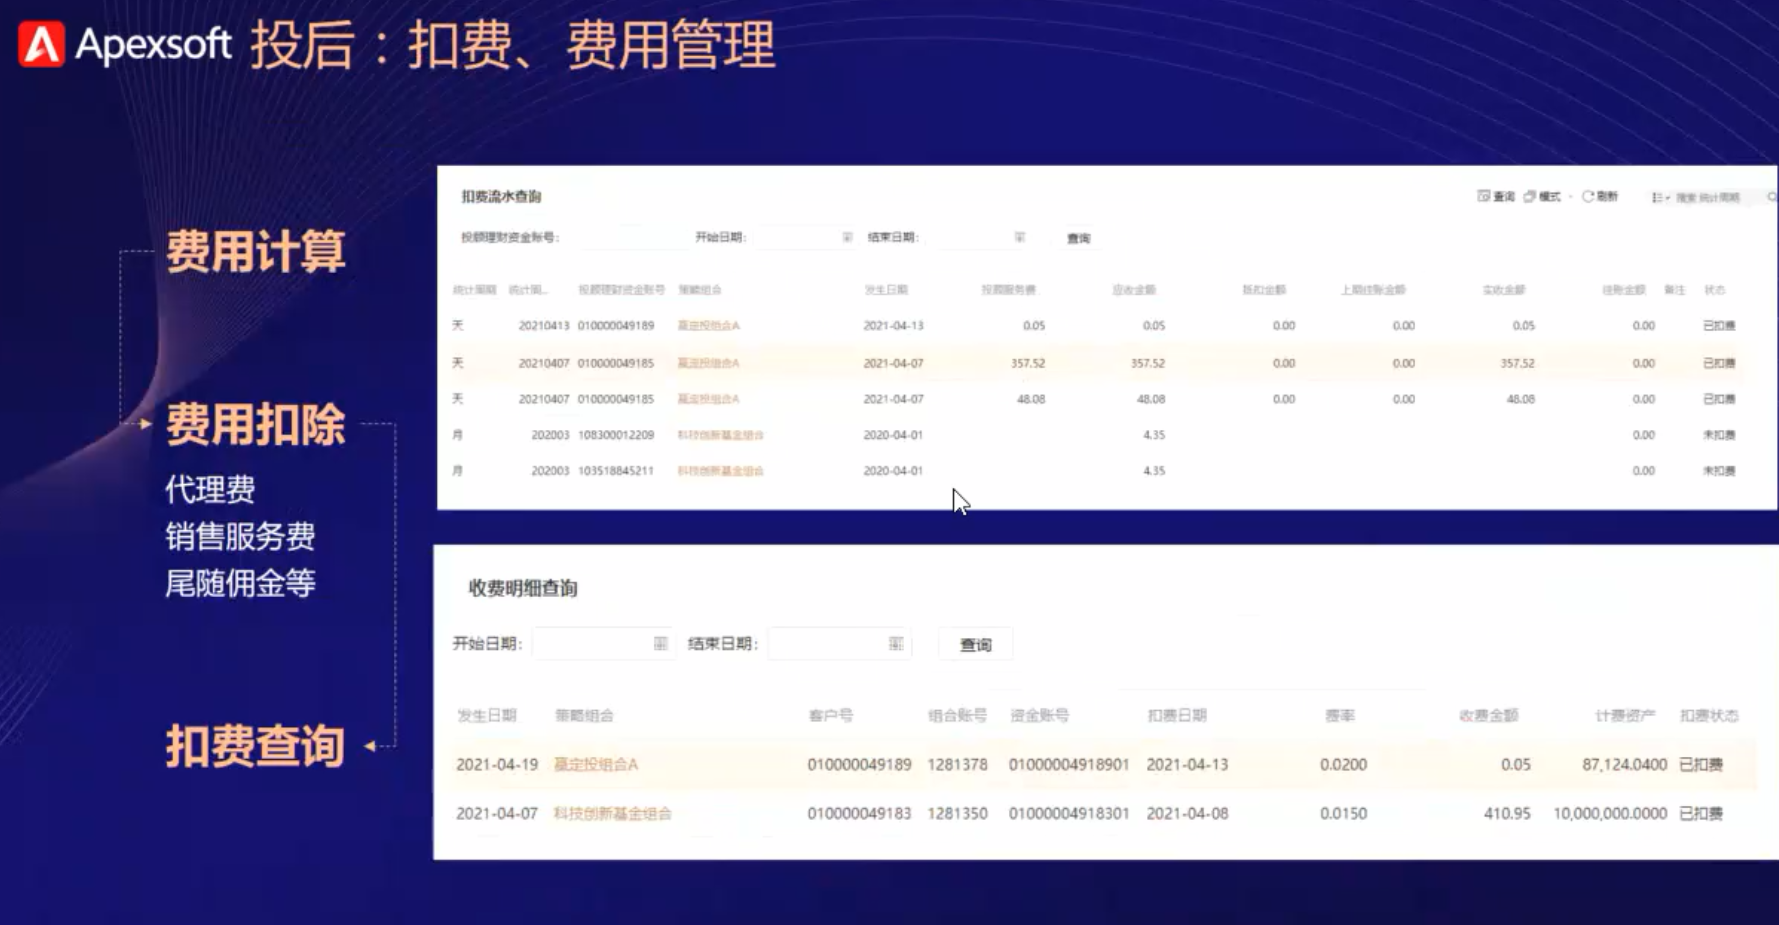 Apexsoft 投后：扣费、费用管理
费用计算
费用扣除
代理费
销售服务费
尾随佣金等
扣费查询
扣费流水查询
查询 模式 刷新 搜索 统计周期
投顾理财资金账号: 开始日期: 结束日期: 查询
统计周期 统计周... 投顾理财资金账号 策略组合 发生日期 投顾服务费 应收金额 抵扣金额 上期挂账金额 实收金额 挂账金额 备注 状态
天 20210413 010000049189 赢定投组合A 2021-04-13 0.05 0.05 0.00 0.00 0.05 0.00 已扣费
天 20210407 010000049185 赢定投组合A 2021-04-07 357.52 357.52 0.00 0.00 357.52 0.00 已扣费
天 20210407 010000049185 赢定投组合A 2021-04-07 48.08 48.08 0.00 0.00 48.08 0.00 已扣费
月 202003 108300012209 科技创新基金组合 2020-04-01 4.35 0.00 未扣费
月 202003 103518845211 科技创新基金组合 2020-04-01 4.35 0.00 未扣费
收费明细查询
开始日期: 结束日期: 查询
发生日期 策略组合 客户号 组合账号 资金账号 扣费日期 费率 收费金额 计费资产 扣费状态
2021-04-19 赢定投组合A 010000049189 1281378 01000004918901 2021-04-13 0.0200 0.05 87,124.0400 已扣费
2021-04-07 科技创新基金组合 010000049183 1281350 01000004918301 2021-04-08 0.0150 410.95 10,000,000.0000 已扣费